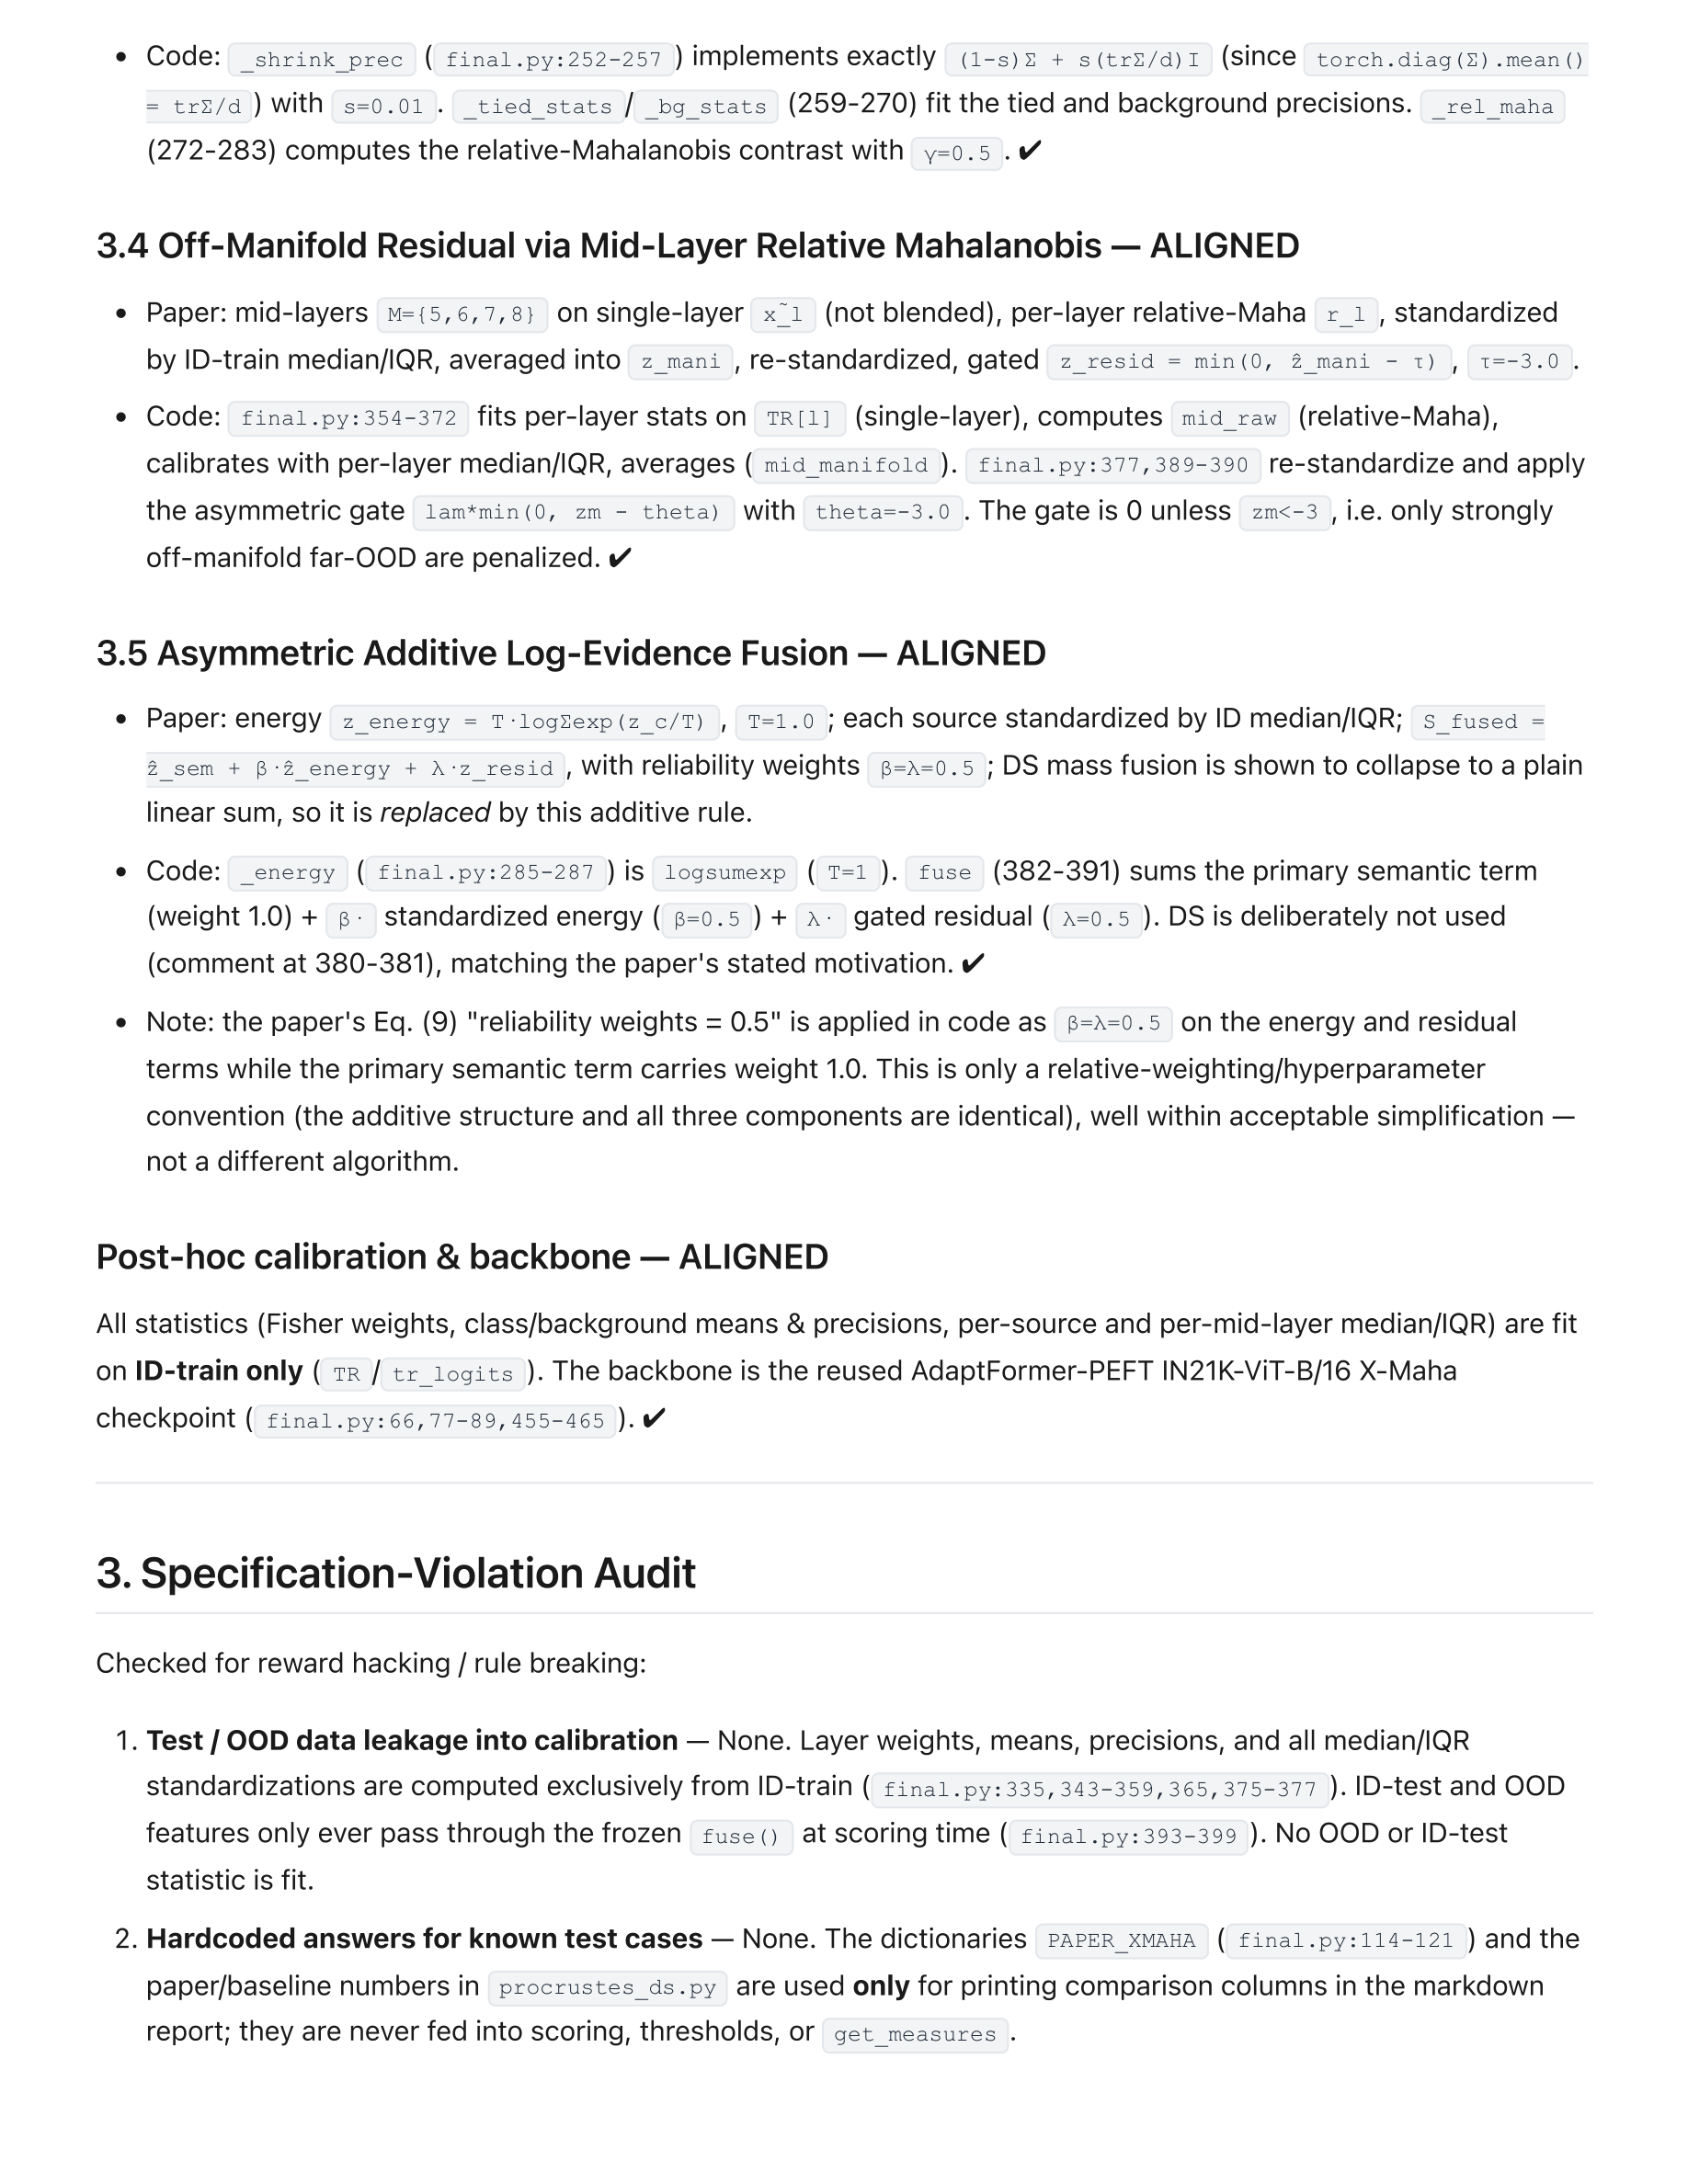 • Code: _shrink_prec (final.py:252-257) implements exactly (1-s)Σ + s(trΣ/d)I (since torch.diag(Σ).mean()
= trΣ/d) with s=0.01. _tied_stats/_bg_stats (259-270) fit the tied and background precisions. _rel_maha
(272-283) computes the relative-Mahalanobis contrast with γ=0.5. ✔
3.4 Off-Manifold Residual via Mid-Layer Relative Mahalanobis — ALIGNED
• Paper: mid-layers M={5,6,7,8} on single-layer x̃_l (not blended), per-layer relative-Maha r_l, standardized
by ID-train median/IQR, averaged into z_mani, re-standardized, gated z_resid = min(0, ẑ_mani - τ), τ=-3.0.
• Code: final.py:354-372 fits per-layer stats on TR[l] (single-layer), computes mid_raw (relative-Maha),
calibrates with per-layer median/IQR, averages (mid_manifold). final.py:377,389-390 re-standardize and apply
the asymmetric gate lam*min(0, zm - theta) with theta=-3.0. The gate is 0 unless zm<-3, i.e. only strongly
off-manifold far-OOD are penalized. ✔
3.5 Asymmetric Additive Log-Evidence Fusion — ALIGNED
• Paper: energy z_energy = T·logΣexp(z_c/T), T=1.0; each source standardized by ID median/IQR; S_fused =
ẑ_sem + β·ẑ_energy + λ·z_resid, with reliability weights β=λ=0.5; DS mass fusion is shown to collapse to a plain
linear sum, so it is replaced by this additive rule.
• Code: _energy (final.py:285-287) is logsumexp (T=1). fuse (382-391) sums the primary semantic term
(weight 1.0) + β· standardized energy (β=0.5) + λ· gated residual (λ=0.5). DS is deliberately not used
(comment at 380-381), matching the paper's stated motivation. ✔
• Note: the paper's Eq. (9) "reliability weights = 0.5" is applied in code as β=λ=0.5 on the energy and residual
terms while the primary semantic term carries weight 1.0. This is only a relative-weighting/hyperparameter
convention (the additive structure and all three components are identical), well within acceptable simplification —
not a different algorithm.
Post-hoc calibration & backbone — ALIGNED
All statistics (Fisher weights, class/background means & precisions, per-source and per-mid-layer median/IQR) are fit
on ID-train only (TR/tr_logits). The backbone is the reused AdaptFormer-PEFT IN21K-ViT-B/16 X-Maha
checkpoint (final.py:66,77-89,455-465). ✔
3. Specification-Violation Audit
Checked for reward hacking / rule breaking:
1. Test / OOD data leakage into calibration — None. Layer weights, means, precisions, and all median/IQR
standardizations are computed exclusively from ID-train (final.py:335,343-359,365,375-377). ID-test and OOD
features only ever pass through the frozen fuse() at scoring time (final.py:393-399). No OOD or ID-test
statistic is fit.
2. Hardcoded answers for known test cases — None. The dictionaries PAPER_XMAHA (final.py:114-121) and the
paper/baseline numbers in procrustes_ds.py are used only for printing comparison columns in the markdown
report; they are never fed into scoring, thresholds, or get_measures.